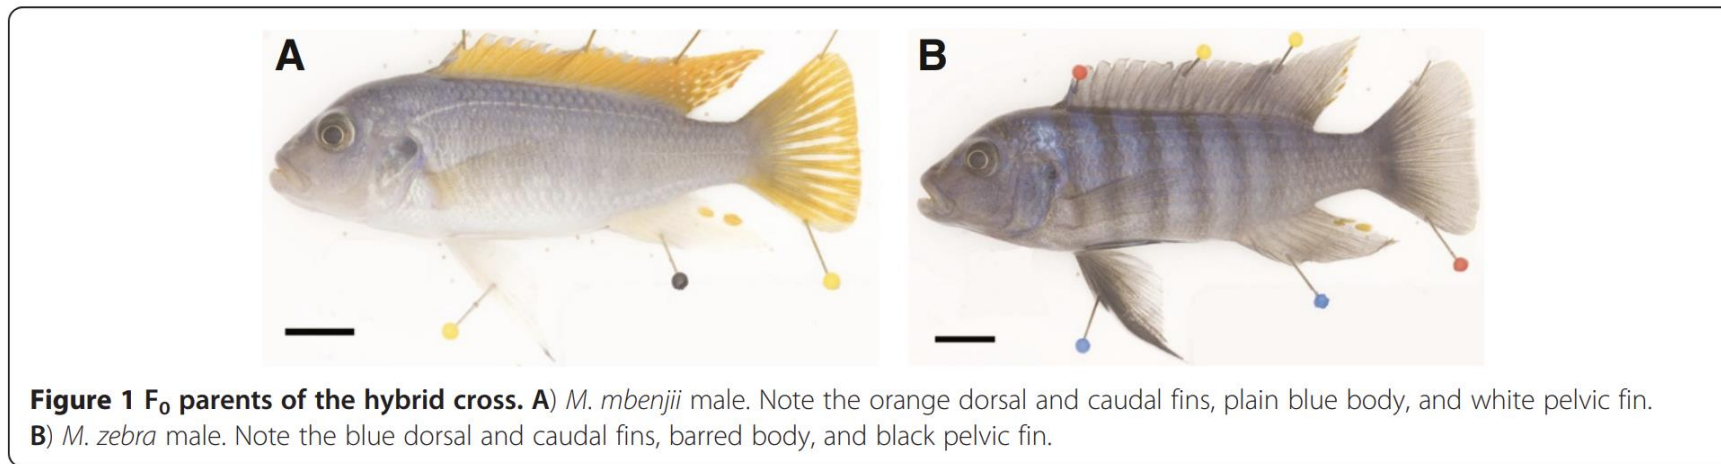 A
B
Figure 1 F₀ parents of the hybrid cross. A) M. mbenjii male. Note the orange dorsal and caudal fins, plain blue body, and white pelvic fin.
B) M. zebra male. Note the blue dorsal and caudal fins, barred body, and black pelvic fin.